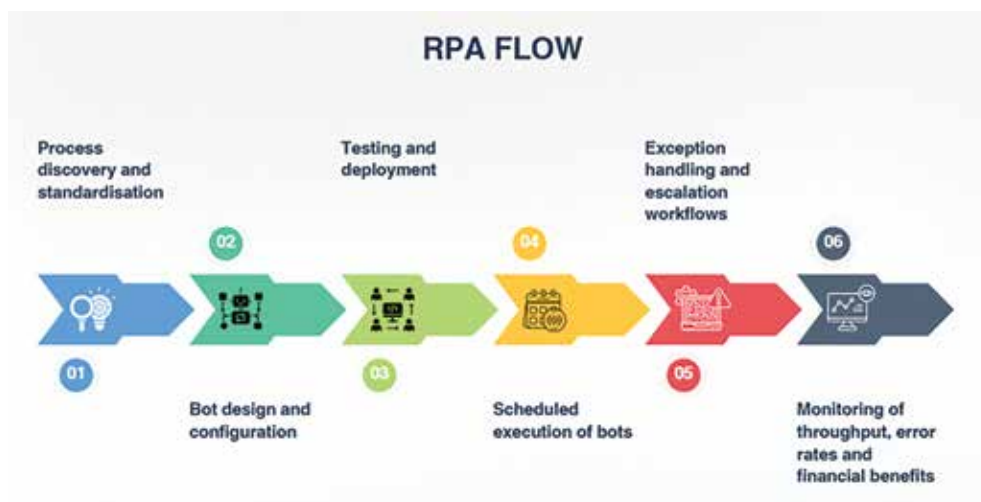 RPA FLOW
Process
discovery and
standardisation
01
02
Bot design and
configuration
Testing and
deployment
03
04
Scheduled
execution of bots
Exception
handling and
escalation
workflows
05
06
Monitoring of
throughput, error
rates and
financial benefits